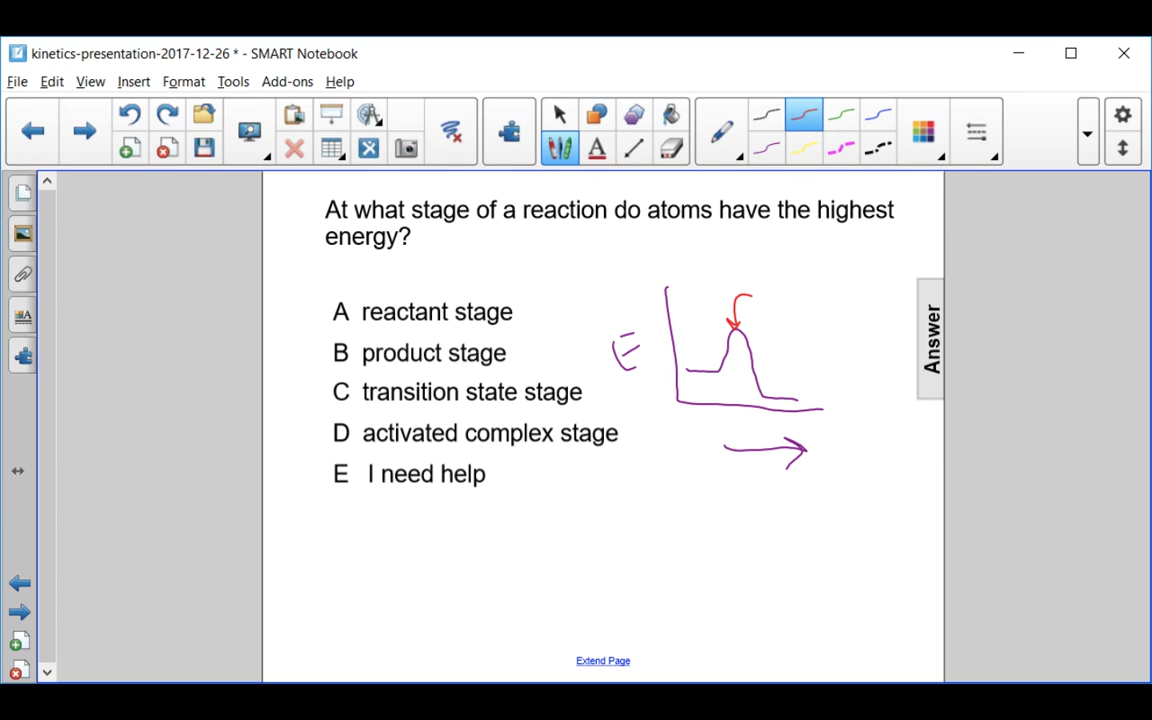 kinetics-presentation-2017-12-26 * - SMART Notebook
File Edit View Insert Format Tools Add-ons Help
At what stage of a reaction do atoms have the highest
energy?
A reactant stage
B product stage
C transition state stage
D activated complex stage
E I need help
E
Answer
Extend Page